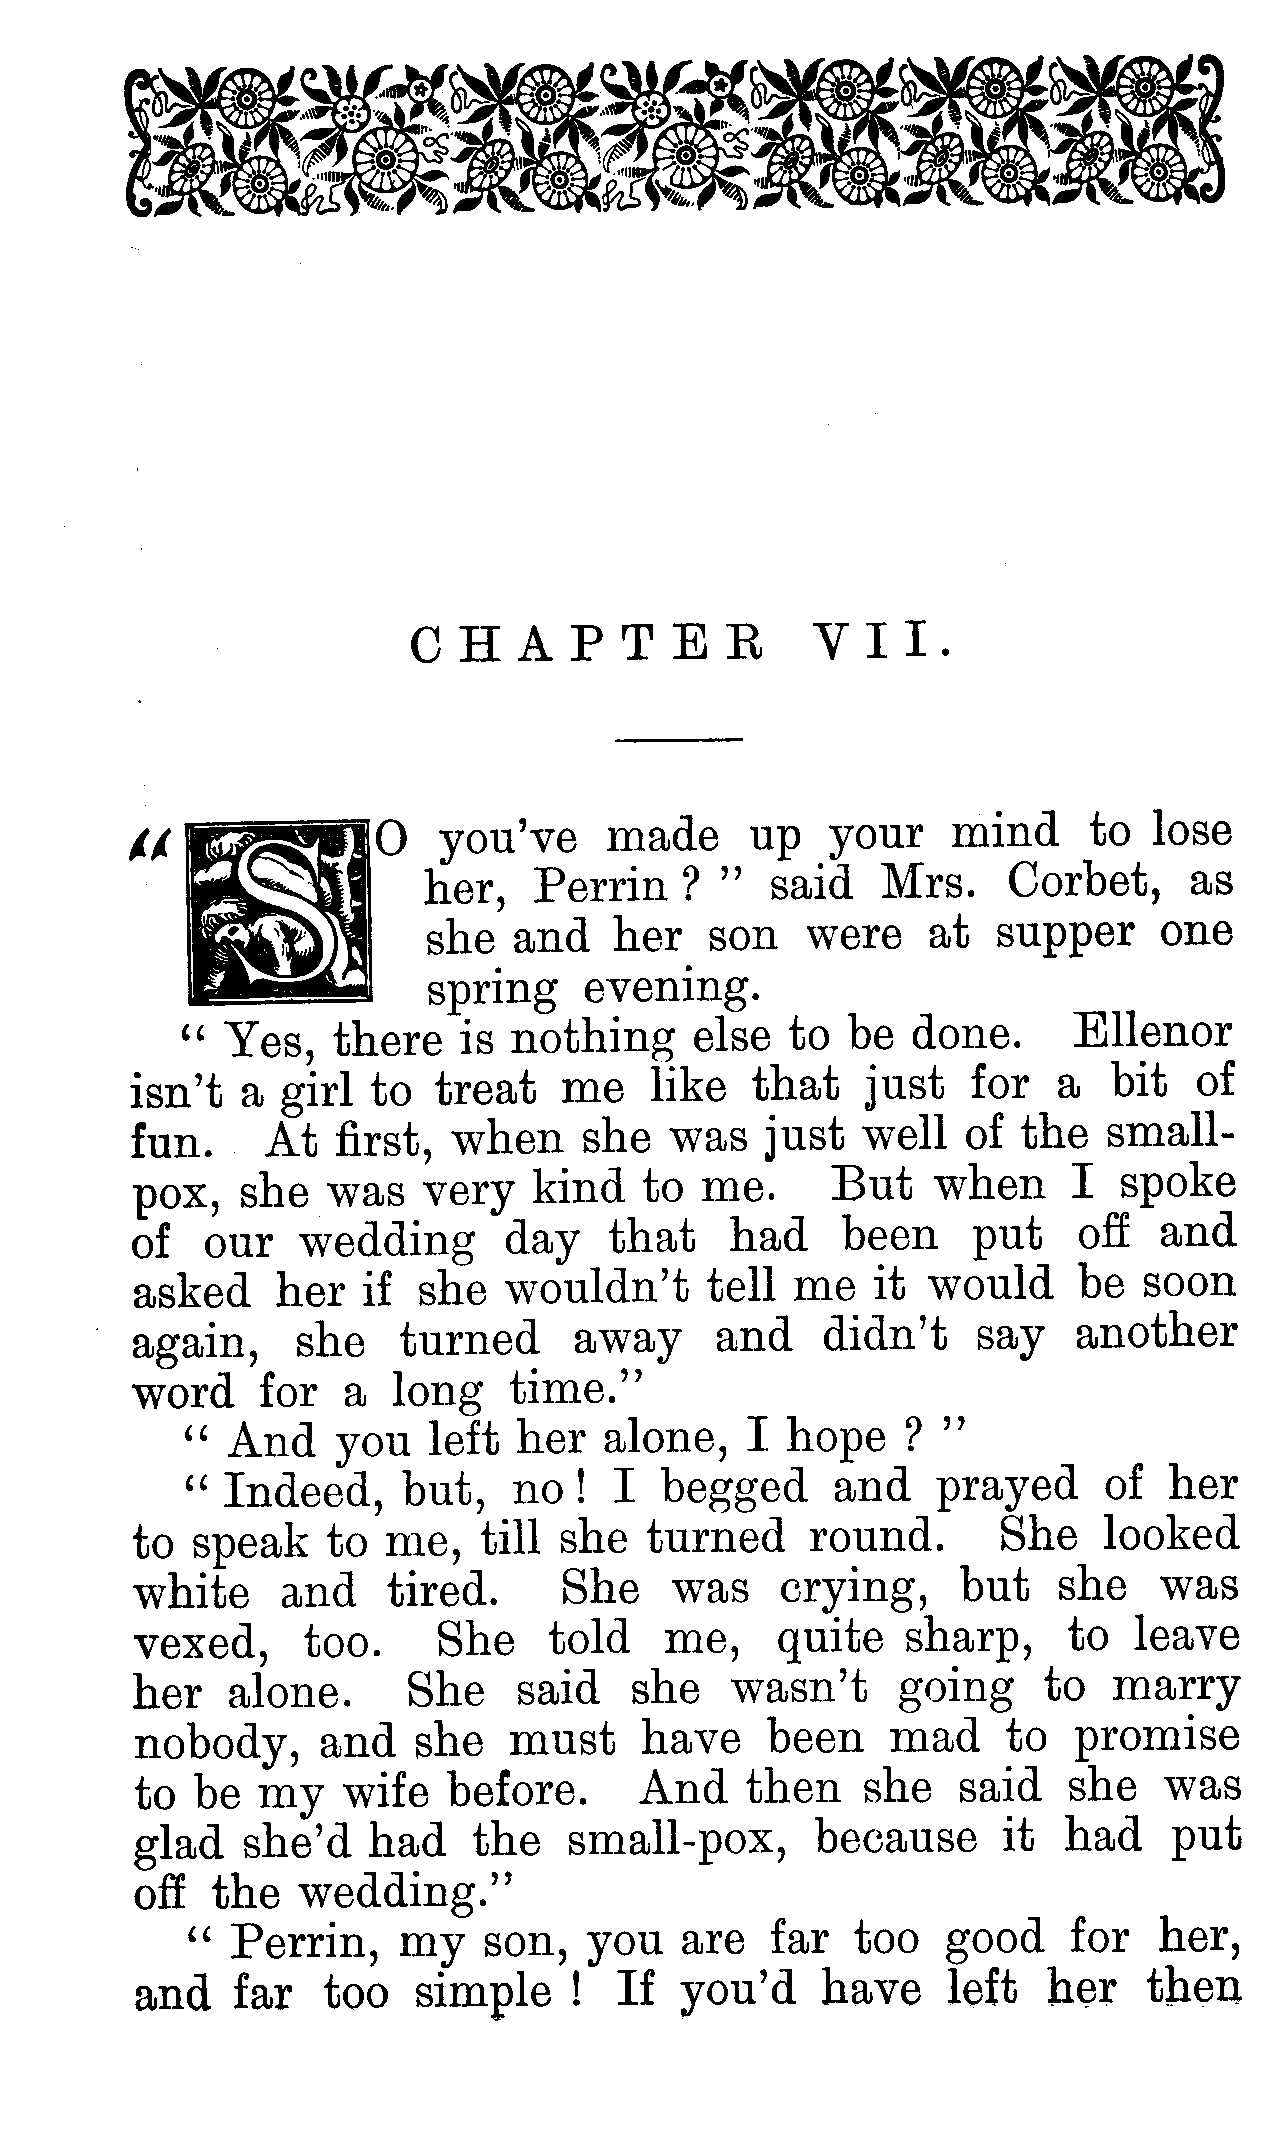 CHAPTER VII.
“SO you’ve made up your mind to lose
her, Perrin ? ” said Mrs. Corbet, as
she and her son were at supper one
spring evening.
“ Yes, there is nothing else to be done. Ellenor
isn’t a girl to treat me like that just for a bit of
fun. At first, when she was just well of the small-
pox, she was very kind to me. But when I spoke
of our wedding day that had been put off and
asked her if she wouldn’t tell me it would be soon
again, she turned away and didn’t say another
word for a long time.”
“ And you left her alone, I hope ? ”
“ Indeed, but, no ! I begged and prayed of her
to speak to me, till she turned round. She looked
white and tired. She was crying, but she was
vexed, too. She told me, quite sharp, to leave
her alone. She said she wasn’t going to marry
nobody, and she must have been mad to promise
to be my wife before. And then she said she was
glad she’d had the small-pox, because it had put
off the wedding.”
“ Perrin, my son, you are far too good for her,
and far too simple ! If you’d have left her then